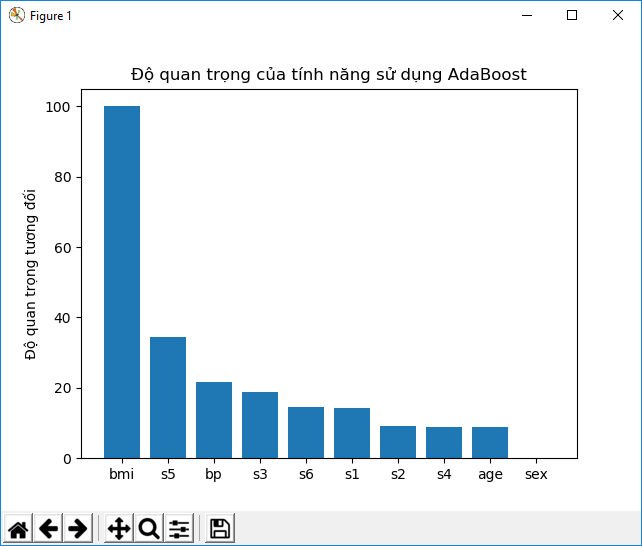 Figure 1
Độ quan trọng của tính năng sử dụng AdaBoost
Độ quan trọng tương đối
100
80
60
40
20
0
bmi s5 bp s3 s6 s1 s2 s4 age sex